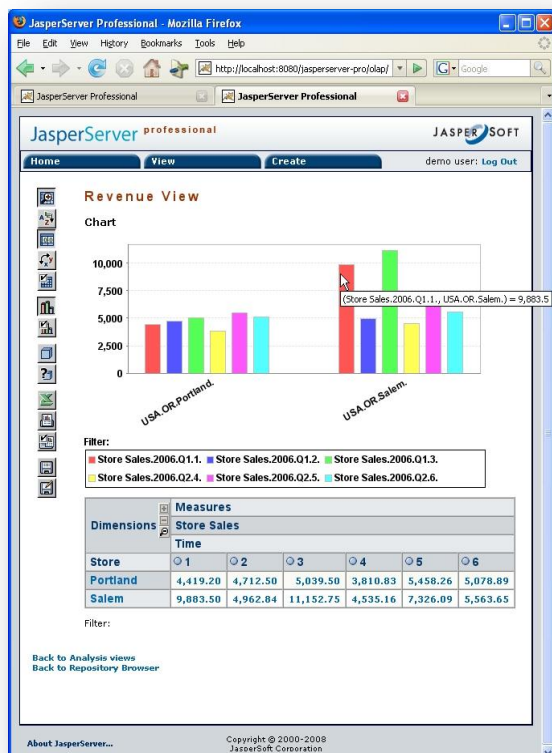 JasperServer Professional - Mozilla Firefox
File Edit View History Bookmarks Tools Help
http://localhost:8080/jasperserver-pro/olap/ G Google
JasperServer Professional JasperServer Professional
JasperServer professional JASPERSOFT
Home View Create demo user: Log Out
Revenue View
Chart
10,000
7,500
5,000
2,500
0
(Store Sales.2006.Q1.1., USA.OR.Salem.) = 9,883.5
USA.OR.Portland. USA.OR.Salem.
Filter:
Store Sales.2006.Q1.1. Store Sales.2006.Q1.2. Store Sales.2006.Q1.3.
Store Sales.2006.Q2.4. Store Sales.2006.Q2.5. Store Sales.2006.Q2.6.
Measures
Dimensions Store Sales
Time
Store 1 2 3 4 5 6
Portland 4,419.20 4,712.50 5,039.50 3,810.83 5,458.26 5,078.89
Salem 9,883.50 4,962.84 11,152.75 4,535.16 7,326.09 5,563.65
Filter:
Back to Analysis views
Back to Repository Browser
About JasperServer... Copyright © 2000-2008
JasperSoft Corporation